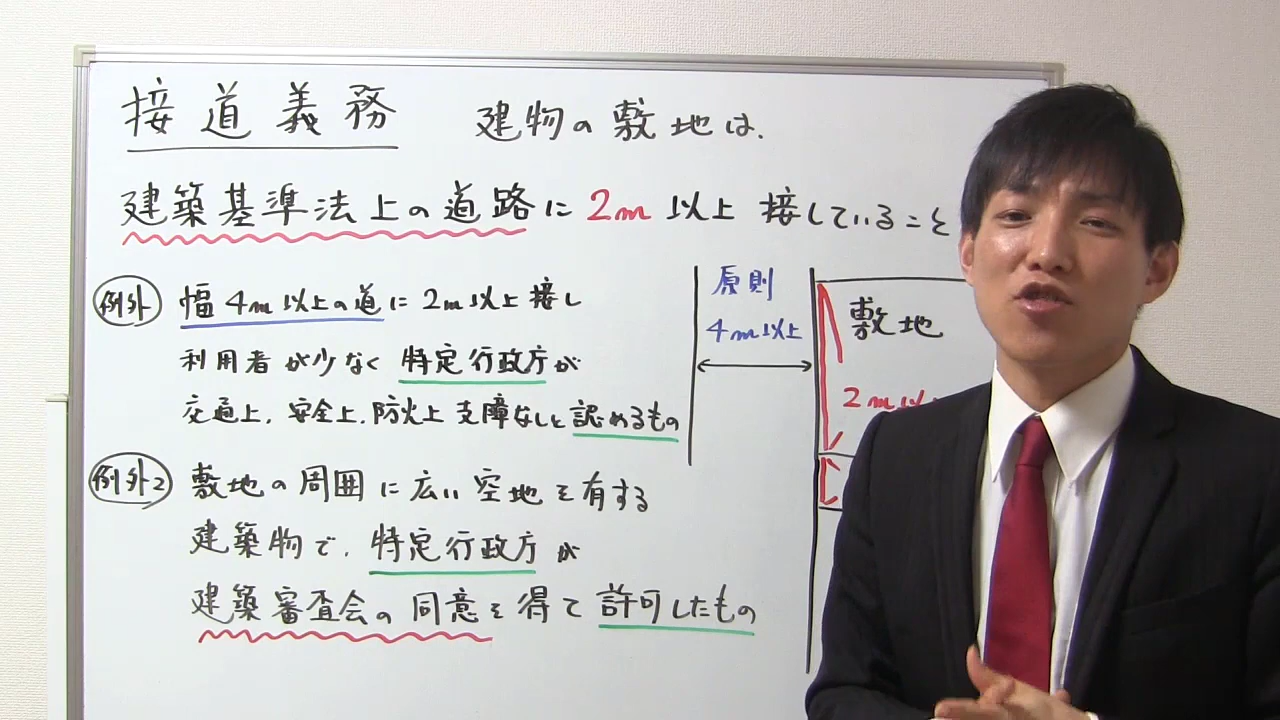 接道義務 建物の敷地は、
建築基準法上の道路に2m以上接していること
例外1 幅4m以上の道に2m以上接し
利用者が少なく特定行政庁が
交通上、安全上、防火上支障なしと認めるもの
例外2 敷地の周囲に広い空地を有する
建築物で、特定行政庁が
建築審査会の同意を得て許可したもの
原則
4m以上
敷地
2m以